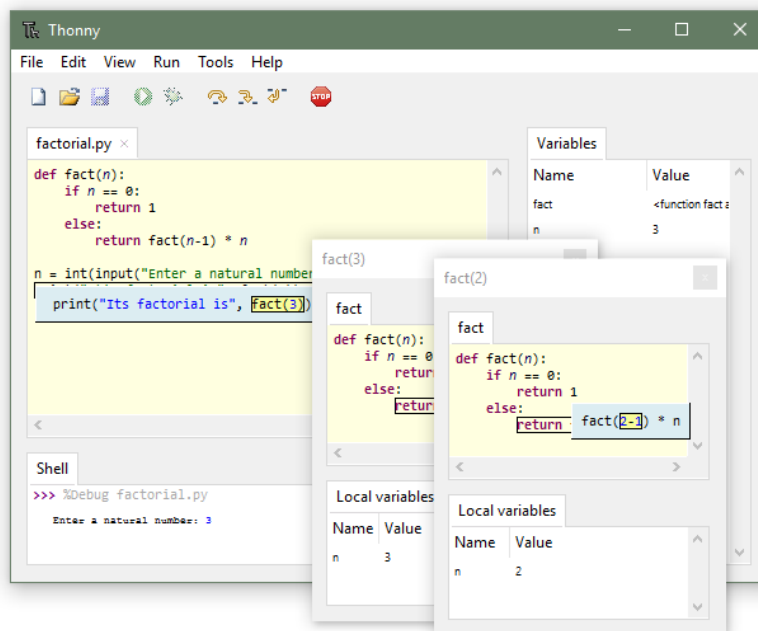 Thonny
File Edit View Run Tools Help
STOP
factorial.py
def fact(n):
if n == 0:
return 1
else:
return fact(n-1) * n
n = int(input("Enter a natural number
print("Its factorial is", fact(3))
Shell
>>> %Debug factorial.py
Enter a natural number: 3
Variables
Name Value
fact <function fact a
n 3
fact(3)
fact
def fact(n):
if n == 0
retur
else:
retur
Local variables
Name Value
n 3
fact(2)
x
fact
def fact(n):
if n == 0:
return 1
else:
return fact(2-1) * n
Local variables
Name Value
n 2